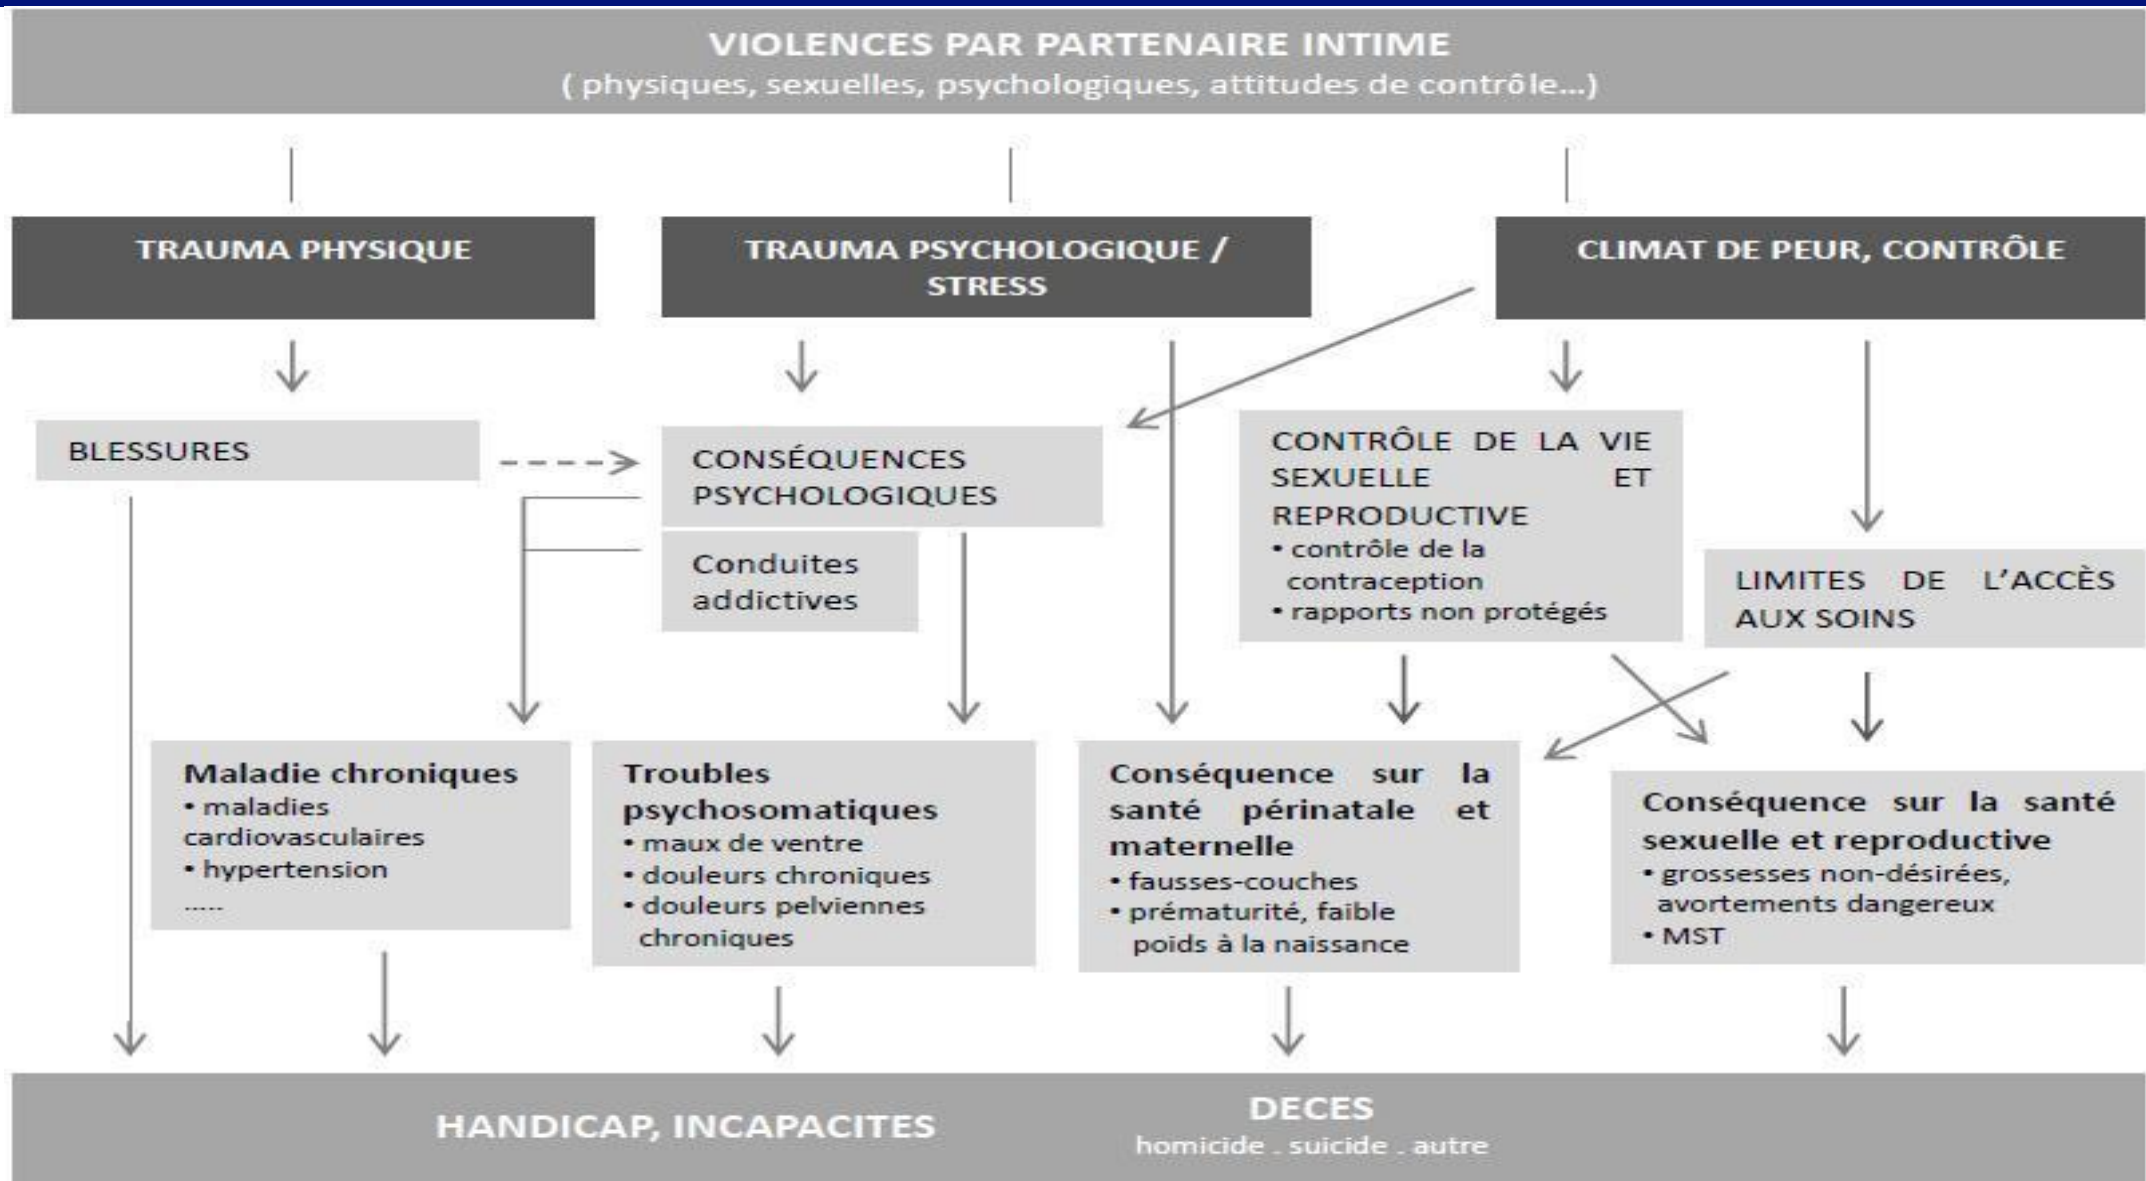 VIOLENCES PAR PARTENAIRE INTIME
( physiques, sexuelles, psychologiques, attitudes de contrôle...)
TRAUMA PHYSIQUE
TRAUMA PSYCHOLOGIQUE /
STRESS
CLIMAT DE PEUR, CONTRÔLE
BLESSURES
CONSÉQUENCES
PSYCHOLOGIQUES
Conduites
addictives
CONTRÔLE DE LA VIE
SEXUELLE ET
REPRODUCTIVE
• contrôle de la
contraception
• rapports non protégés
LIMITES DE L'ACCÈS
AUX SOINS
Maladie chroniques
• maladies
cardiovasculaires
• hypertension
.....
Troubles
psychosomatiques
• maux de ventre
• douleurs chroniques
• douleurs pelviennes
chroniques
Conséquence sur la
santé périnatale et
maternelle
• fausses-couches
• prématurité, faible
poids à la naissance
Conséquence sur la santé
sexuelle et reproductive
• grossesses non-désirées,
avortements dangereux
• MST
HANDICAP, INCAPACITES
DECES
homicide . suicide . autre